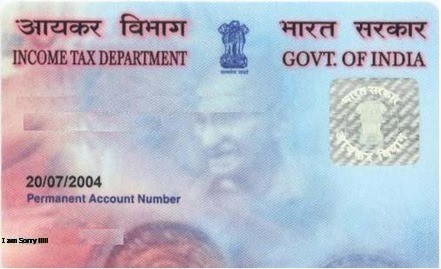 आयकर विभाग
भारत सरकार
INCOME TAX DEPARTMENT
GOVT. OF INDIA
सत्यमेव जयते
भारत सरकार
आयकर विभाग
20/07/2004
Permanent Account Number
I am Sorry !!!!!